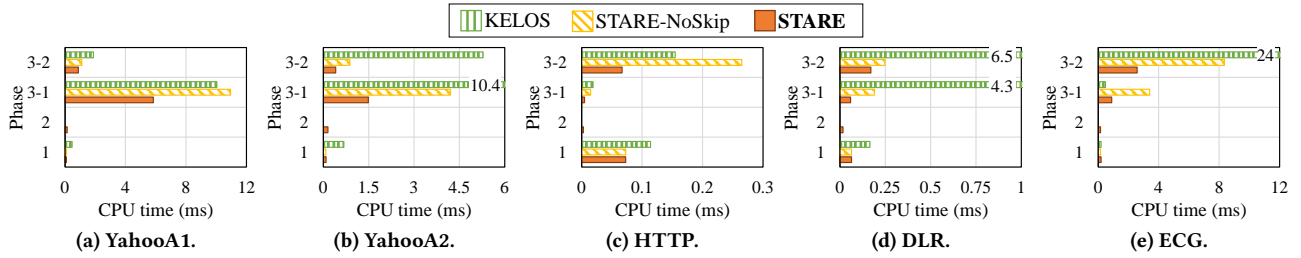 KELOS STARE-NoSkip STARE
Phase
3-2
3-1
2
1
0 4 8 12
CPU time (ms)
(a) YahooA1.
Phase
3-2
3-1
2
1
10.4
0 1.5 3 4.5 6
CPU time (ms)
(b) YahooA2.
Phase
3-2
3-1
2
1
0 0.1 0.2 0.3
CPU time (ms)
(c) HTTP.
Phase
3-2
3-1
2
1
6.5
4.3
0 0.25 0.5 0.75 1
CPU time (ms)
(d) DLR.
Phase
3-2
3-1
2
1
24
0 4 8 12
CPU time (ms)
(e) ECG.